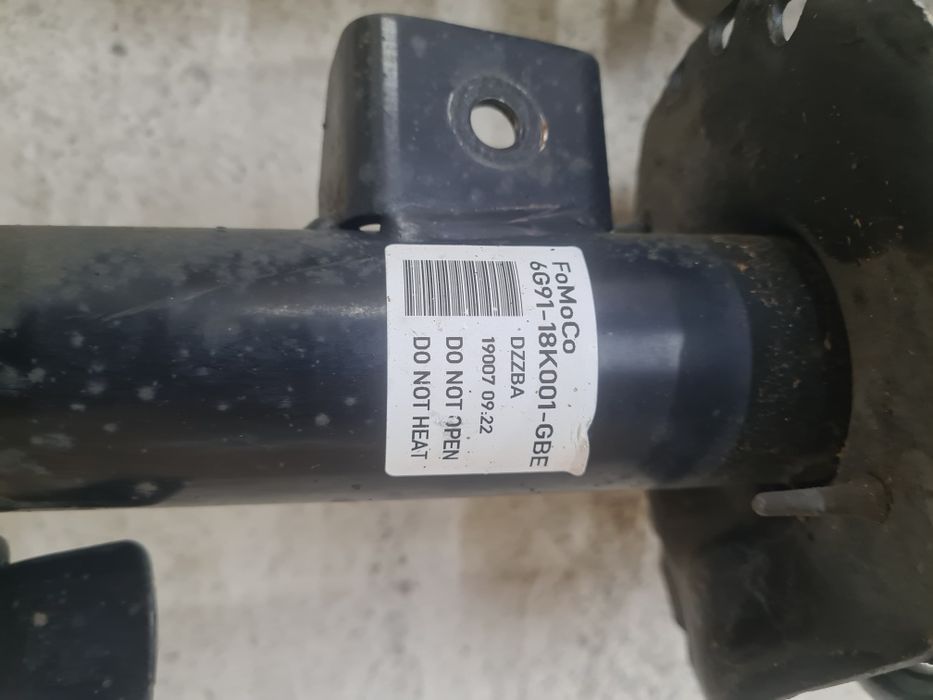 FoMoCo
6G91-18K001-GBE
DZZBA
19007 09:22
DO NOT OPEN
DO NOT HEAT